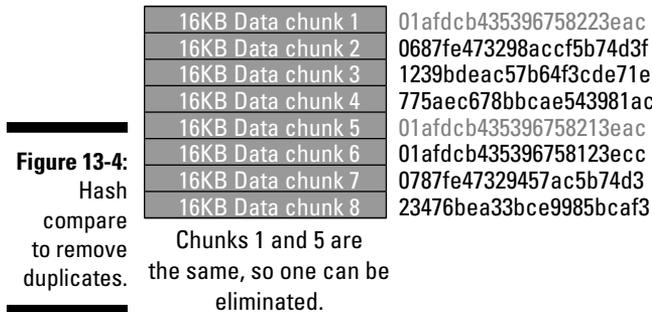 16KB Data chunk 1 01afdcb435396758223eac
16KB Data chunk 2 0687fe473298accf5b74d3f
16KB Data chunk 3 1239bdeac57b64f3cde71e
16KB Data chunk 4 775aec678bbcae543981ac
16KB Data chunk 5 01afdcb435396758213eac
16KB Data chunk 6 01afdcb435396758123ecc
16KB Data chunk 7 0787fe47329457ac5b74d3
16KB Data chunk 8 23476bea33bce9985bcaf3
Figure 13-4:
Hash
compare
to remove
duplicates.
Chunks 1 and 5 are
the same, so one can be
eliminated.